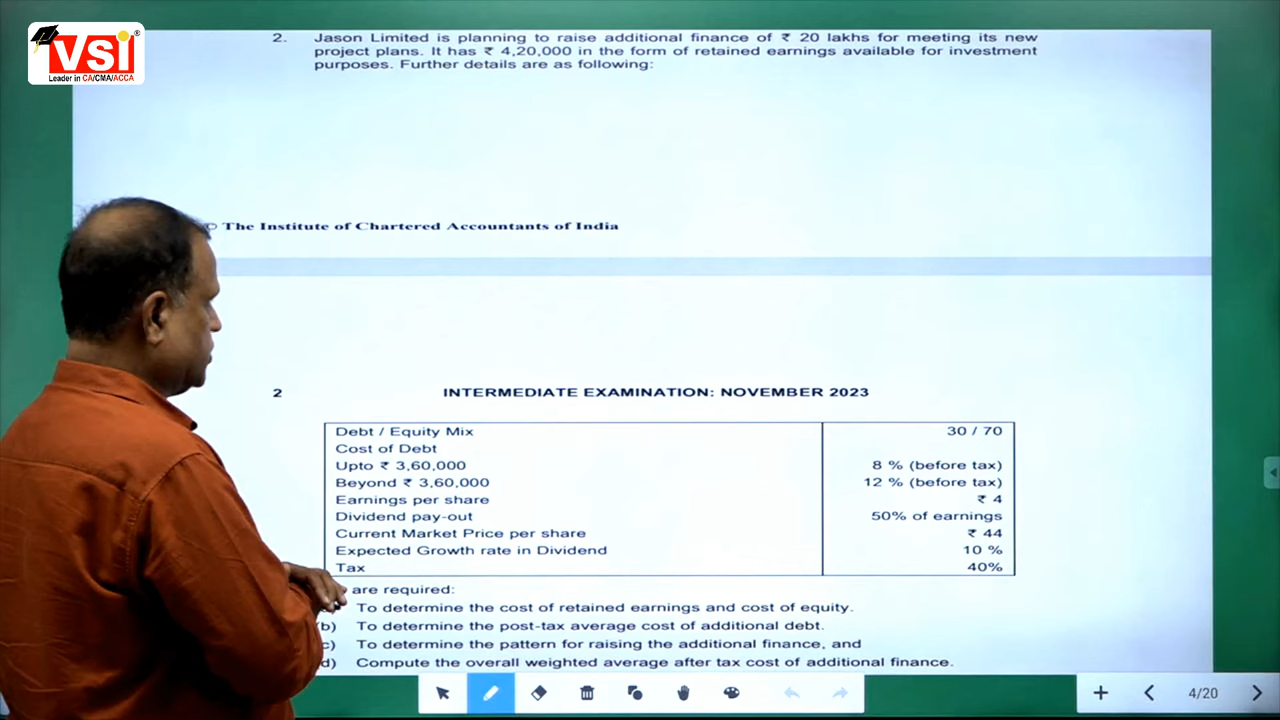 VSI
®
Leader in CA/CMA/ACCA
2. Jason Limited is planning to raise additional finance of ₹ 20 lakhs for meeting its new
project plans. It has ₹ 4,20,000 in the form of retained earnings available for investment
purposes. Further details are as following:
© The Institute of Chartered Accountants of India
2 INTERMEDIATE EXAMINATION: NOVEMBER 2023
Debt / Equity Mix 30 / 70
Cost of Debt
Upto ₹ 3,60,000 8 % (before tax)
Beyond ₹ 3,60,000 12 % (before tax)
Earnings per share ₹ 4
Dividend pay-out 50% of earnings
Current Market Price per share ₹ 44
Expected Growth rate in Dividend 10 %
Tax 40%
are required:
To determine the cost of retained earnings and cost of equity.
b) To determine the post-tax average cost of additional debt.
c) To determine the pattern for raising the additional finance, and
d) Compute the overall weighted average after tax cost of additional finance.
4/20